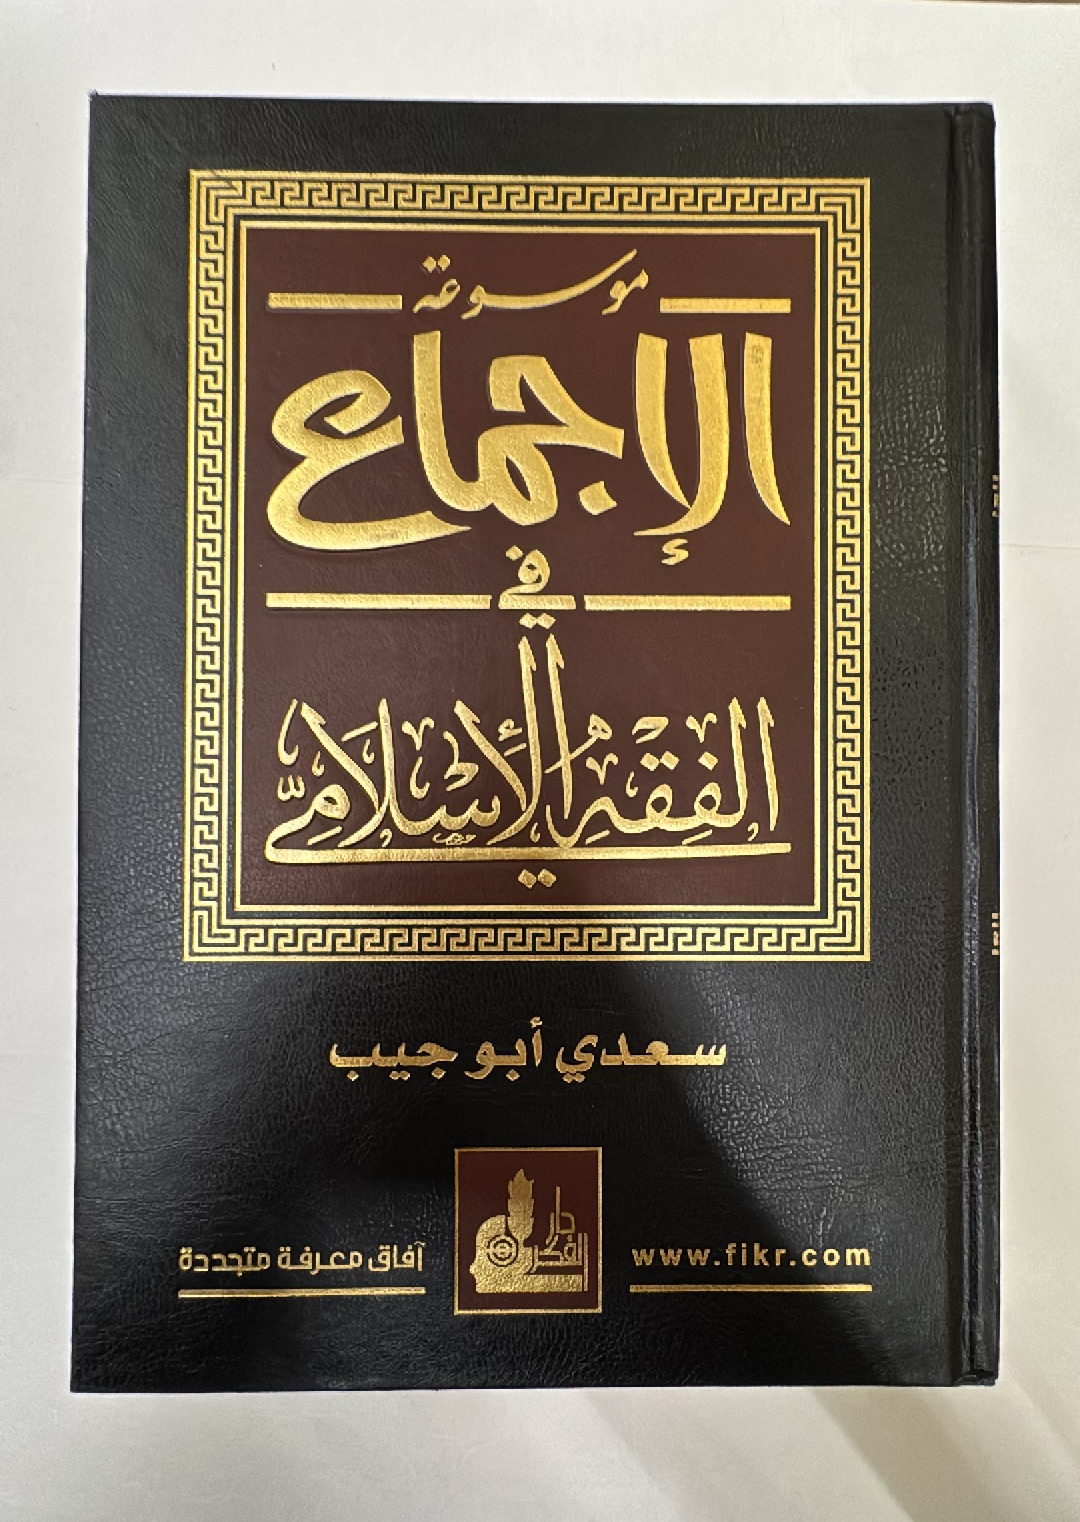 موسوعة
الإجماع
في
الفقه الإسلامي
سعدي أبو جيب
دار
الفكر
آفاق معرفة متجددة
www.fikr.com